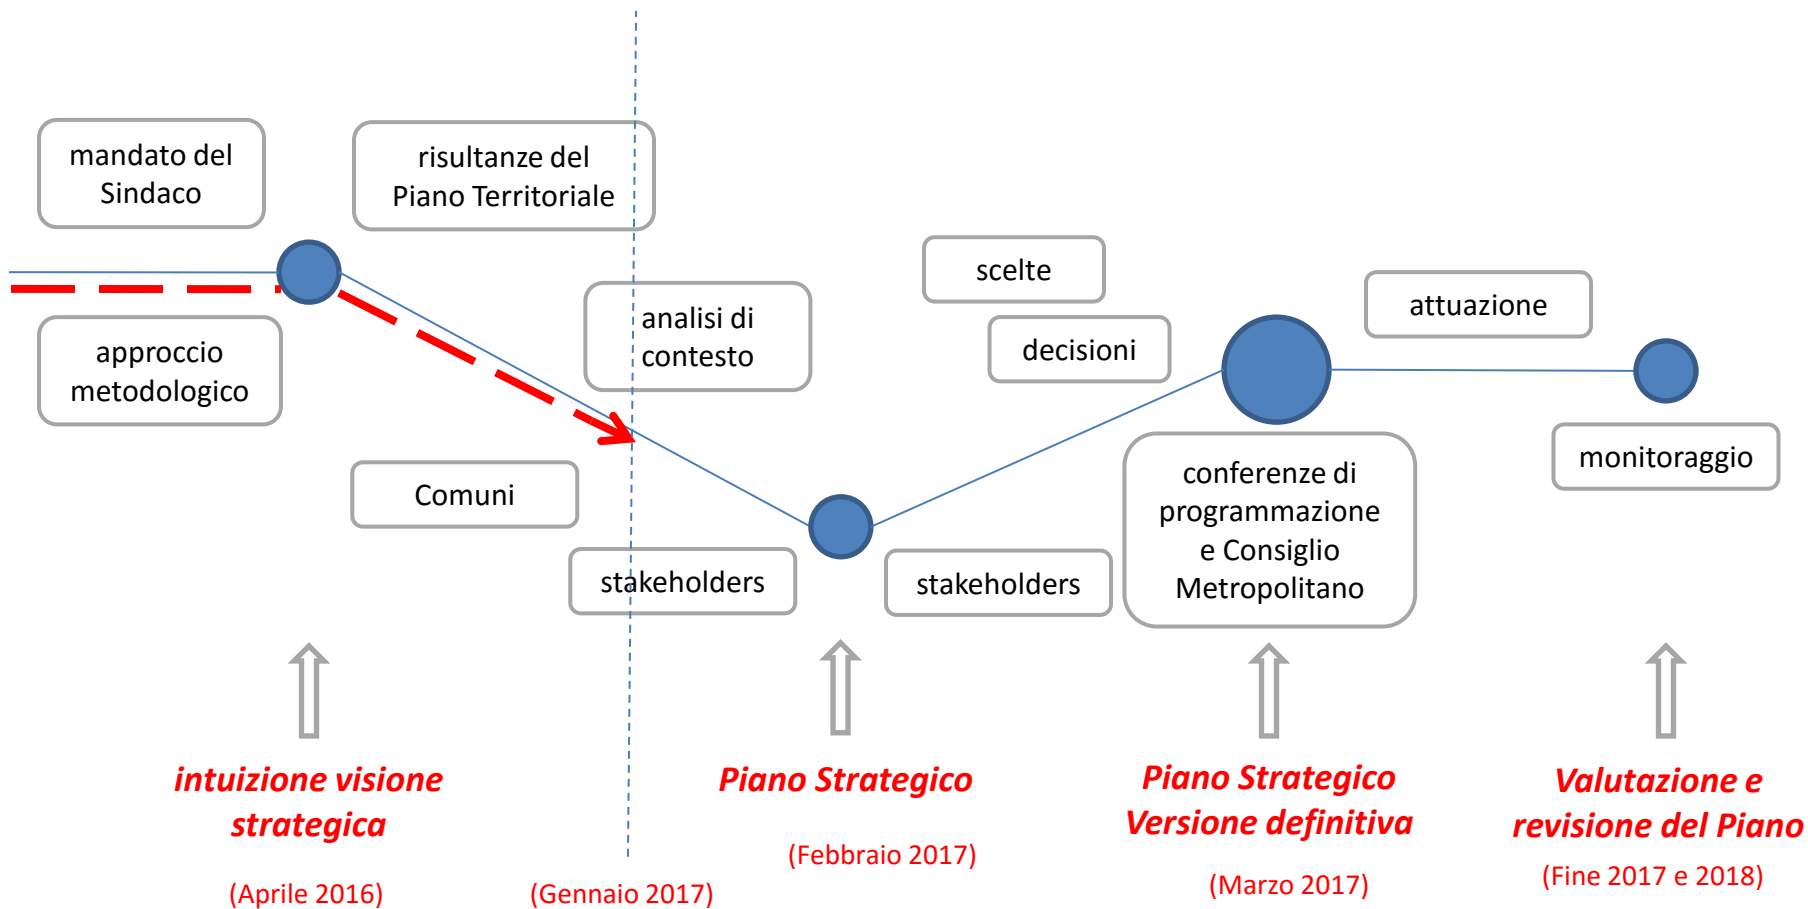 mandato del
Sindaco
risultanze del
Piano Territoriale
approccio
metodologico
analisi di
contesto
scelte
decisioni
attuazione
Comuni
stakeholders
stakeholders
conferenze di
programmazione
e Consiglio
Metropolitano
monitoraggio
intuizione visione
strategica
(Aprile 2016)
(Gennaio 2017)
Piano Strategico
(Febbraio 2017)
Piano Strategico
Versione definitiva
(Marzo 2017)
Valutazione e
revisione del Piano
(Fine 2017 e 2018)